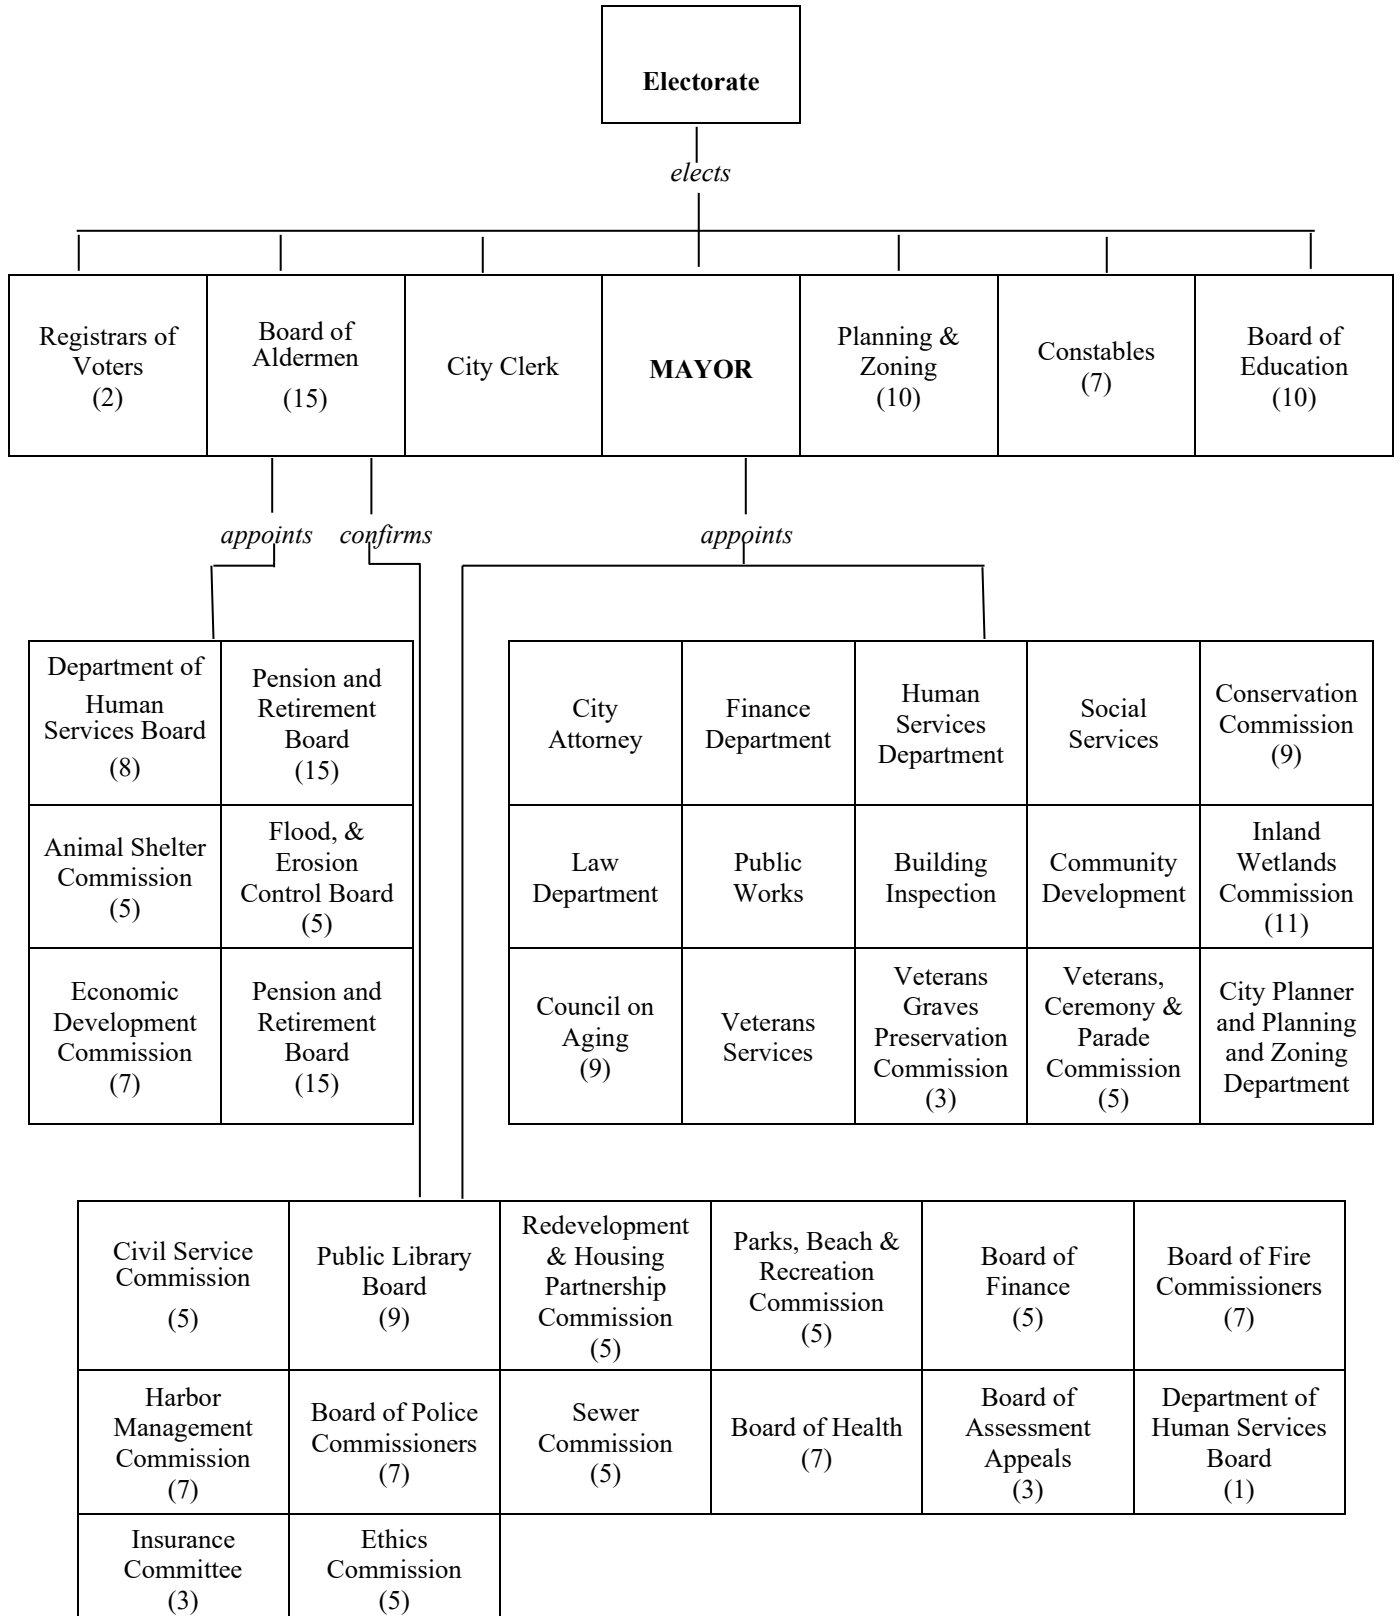 Electorate
elects
Registrars of
Voters
(2)
Board of
Aldermen
(15)
City Clerk
MAYOR
Planning &
Zoning
(10)
Constables
(7)
Board of
Education
(10)
appoints
confirms
appoints
Department of
Human
Services Board
(8)
Pension and
Retirement
Board
(15)
Animal Shelter
Commission
(5)
Flood, &
Erosion
Control Board
(5)
Economic
Development
Commission
(7)
Pension and
Retirement
Board
(15)
City
Attorney
Finance
Department
Human
Services
Department
Social
Services
Conservation
Commission
(9)
Law
Department
Public
Works
Building
Inspection
Community
Development
Inland
Wetlands
Commission
(11)
Council on
Aging
(9)
Veterans
Services
Veterans
Graves
Preservation
Commission
(3)
Veterans,
Ceremony &
Parade
Commission
(5)
City Planner
and Planning
and Zoning
Department
Civil Service
Commission
(5)
Public Library
Board
(9)
Redevelopment
& Housing
Partnership
Commission
(5)
Parks, Beach &
Recreation
Commission
(5)
Board of
Finance
(5)
Board of Fire
Commissioners
(7)
Harbor
Management
Commission
(7)
Board of Police
Commissioners
(7)
Sewer
Commission
(5)
Board of Health
(7)
Board of
Assessment
Appeals
(3)
Department of
Human Services
Board
(1)
Insurance
Committee
(3)
Ethics
Commission
(5)